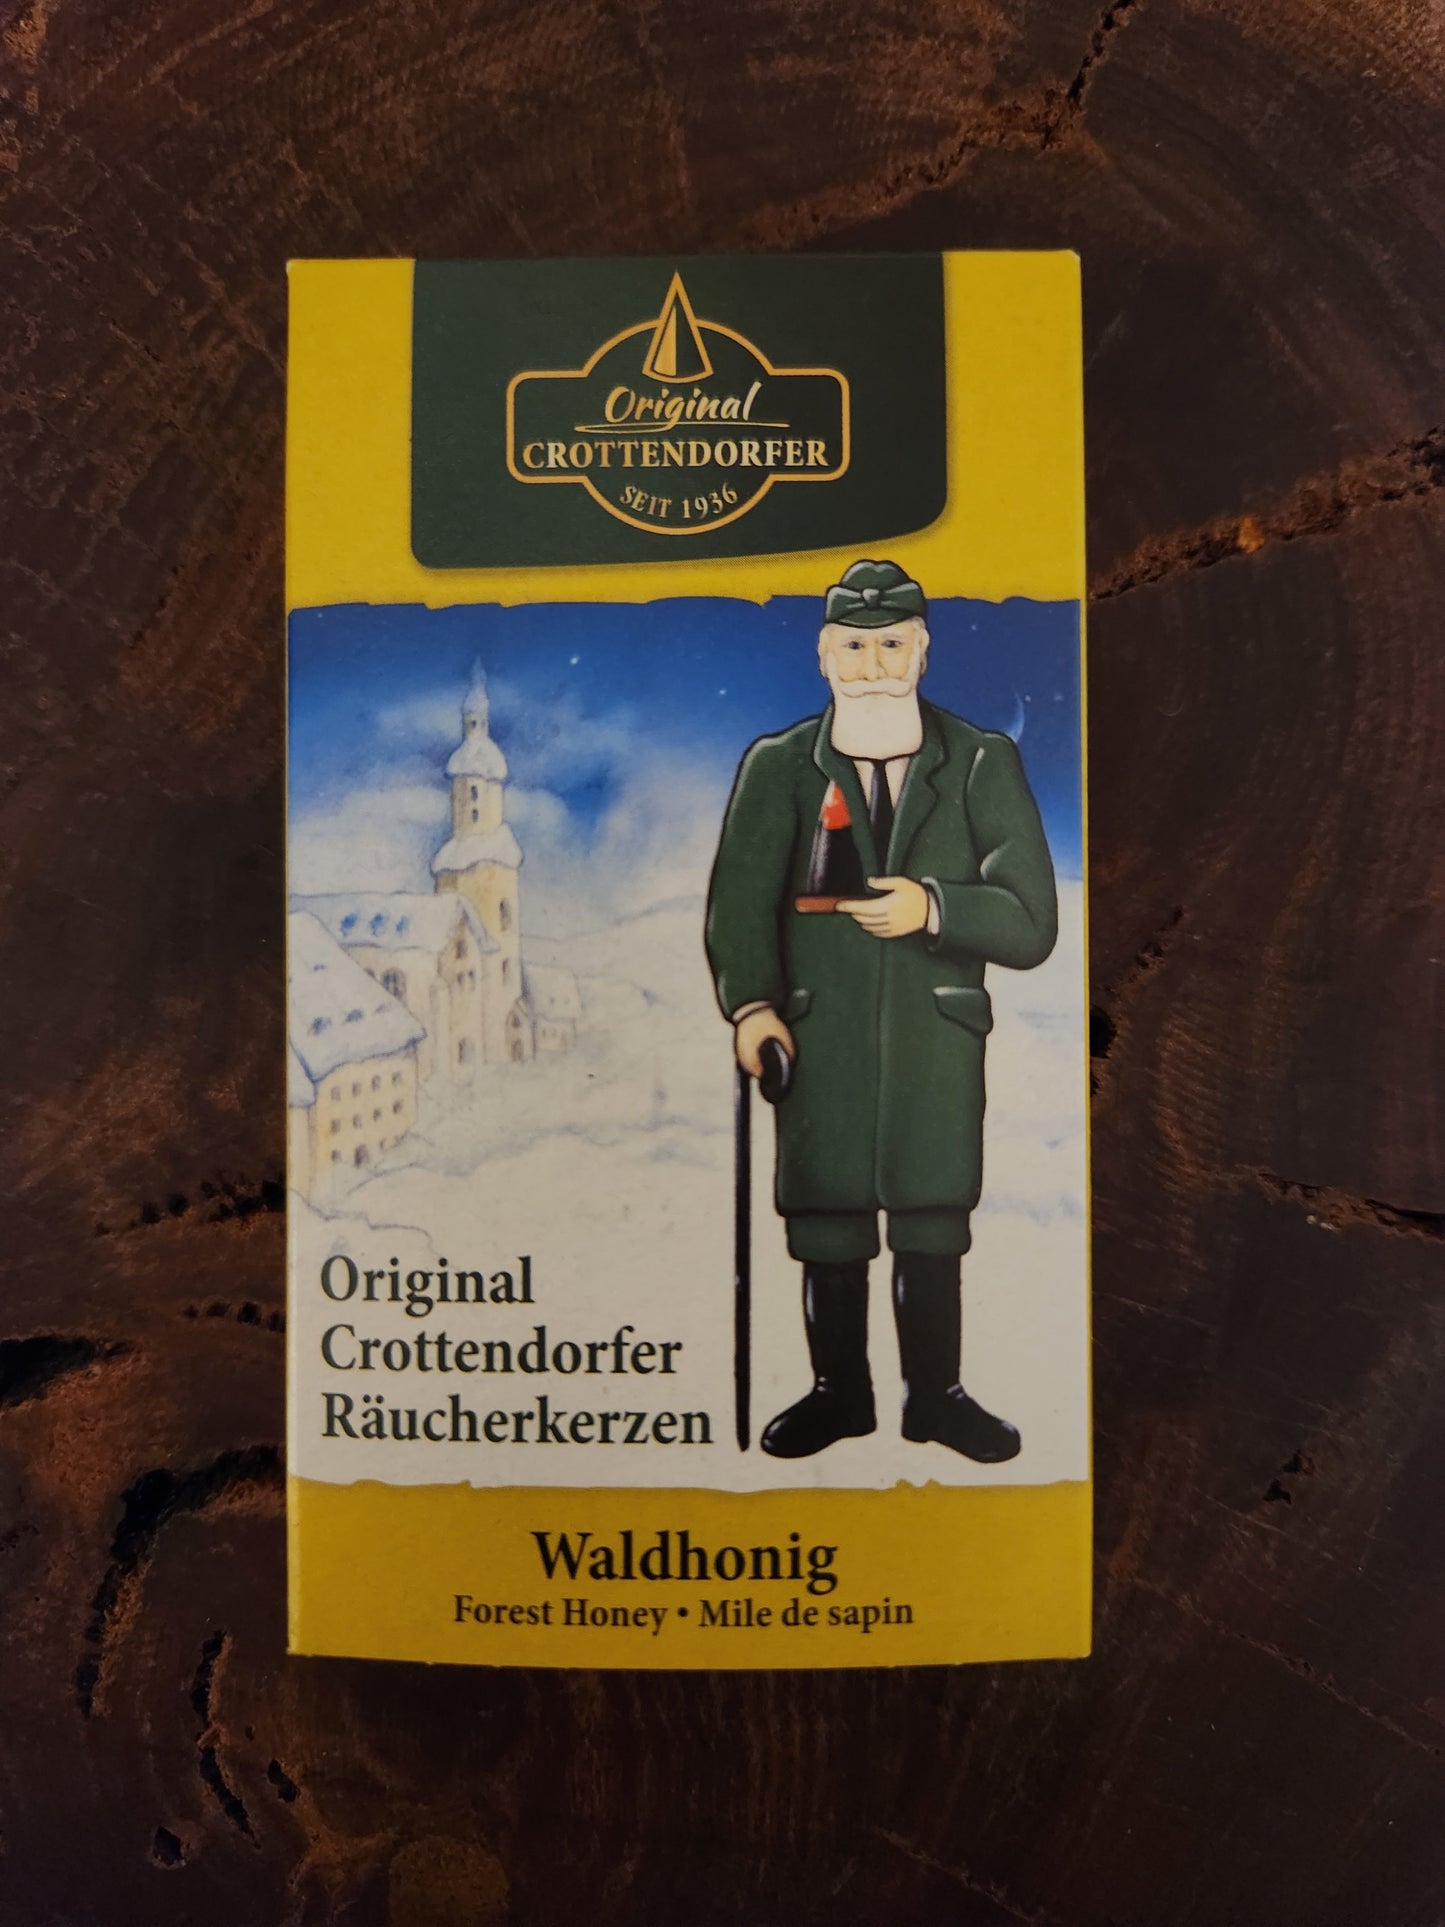 Original
CROTTENDORFER
SEIT 1936
Original
Crottendorfer
Räucherkerzen
Waldhonig
Forest Honey • Mile de sapin